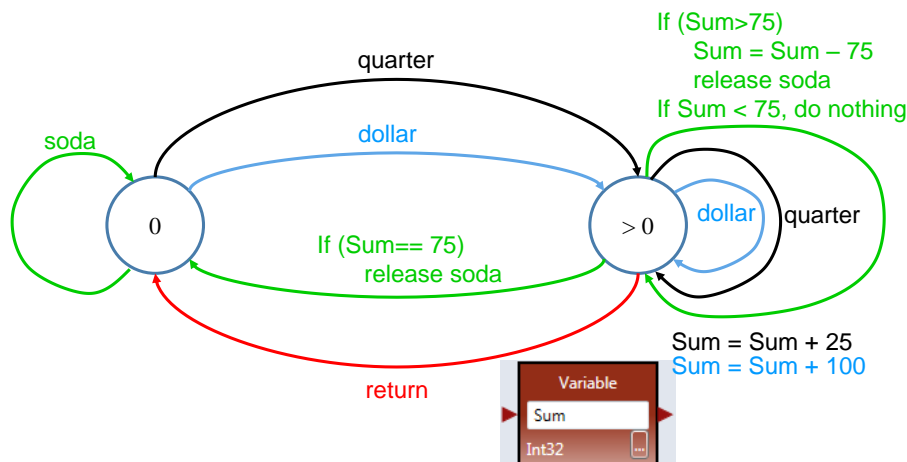 If (Sum>75)
Sum = Sum – 75
release soda
If Sum < 75, do nothing
quarter
soda
dollar
0
> 0
dollar
quarter
If (Sum== 75)
release soda
Sum = Sum + 25
Sum = Sum + 100
return
Variable
Sum
Int32
...